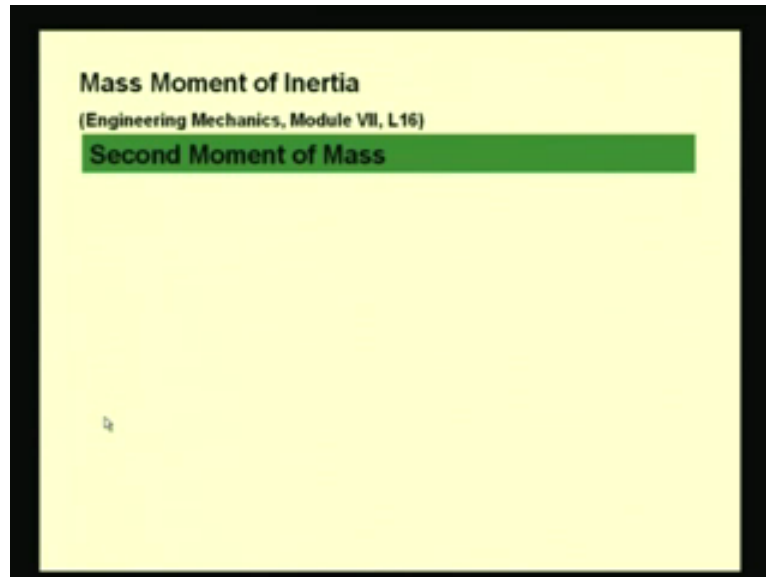 Mass Moment of Inertia
(Engineering Mechanics, Module VII, L16)
Second Moment of Mass